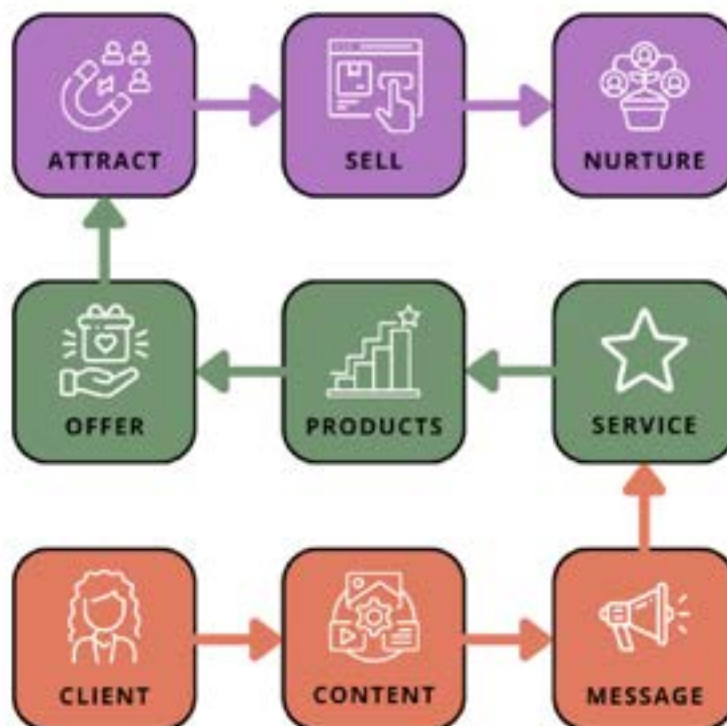 ATTRACT
SELL
NURTURE
OFFER
PRODUCTS
SERVICE
CLIENT
CONTENT
MESSAGE